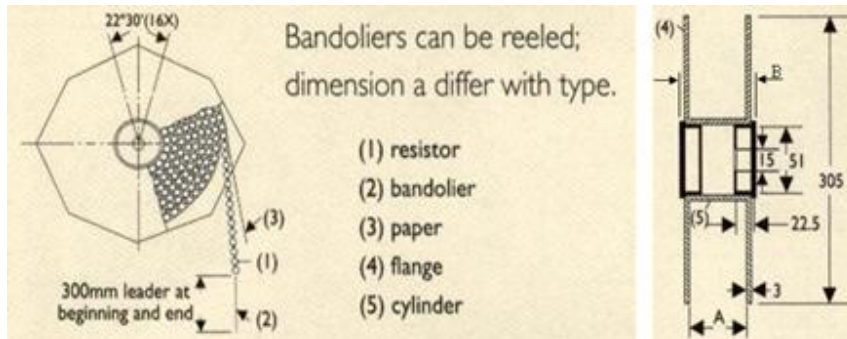 22°30'(16X)
Bandoliers can be reeled;
dimension a differ with type.
(1) resistor
(2) bandolier
(3) paper
(4) flange
(5) cylinder
(3)
(1)
300mm leader at
beginning and end
(2)
(4)
B
15
51
305
(5)
22.5
3
A